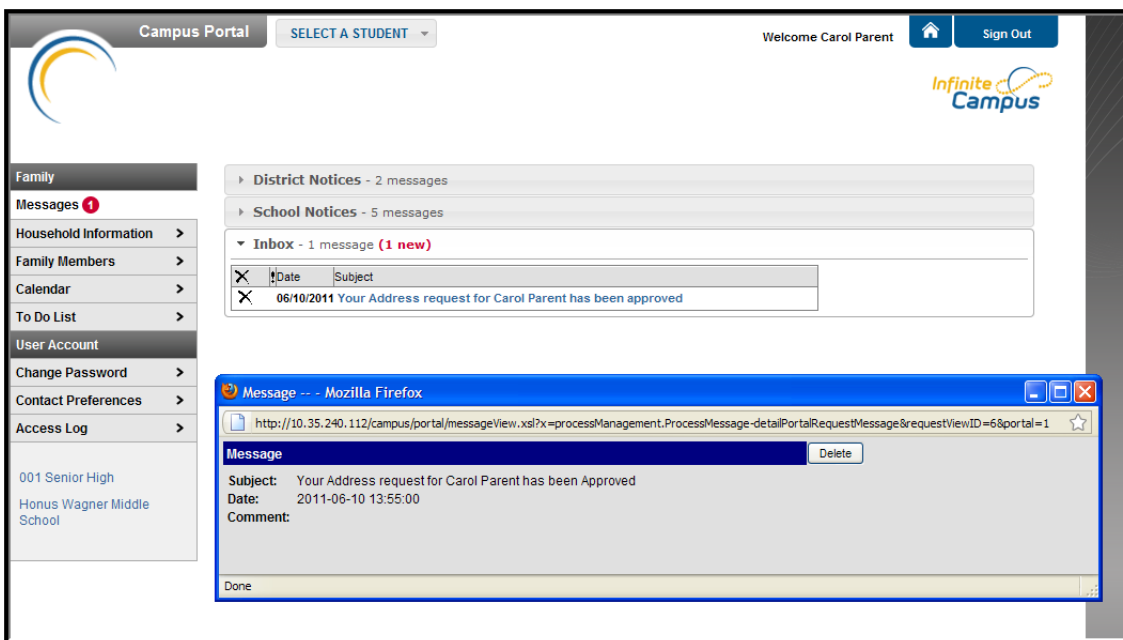 Campus Portal SELECT A STUDENT Welcome Carol Parent Sign Out
Infinite
Campus
Family
Messages 1
Household Information >
Family Members >
Calendar >
To Do List >
User Account
Change Password >
Contact Preferences >
Access Log >
001 Senior High
Honus Wagner Middle
School
District Notices - 2 messages
School Notices - 5 messages
Inbox - 1 message (1 new)
X ! Date Subject
X 06/10/2011 Your Address request for Carol Parent has been approved
Message -- - Mozilla Firefox
http://10.35.240.112/campus/portal/messageView.xsl?x=processManagement.ProcessMessage-detailPortalRequestMessage&requestViewID=6&portal=1
Message Delete
Subject: Your Address request for Carol Parent has been Approved
Date: 2011-06-10 13:55:00
Comment:
Done